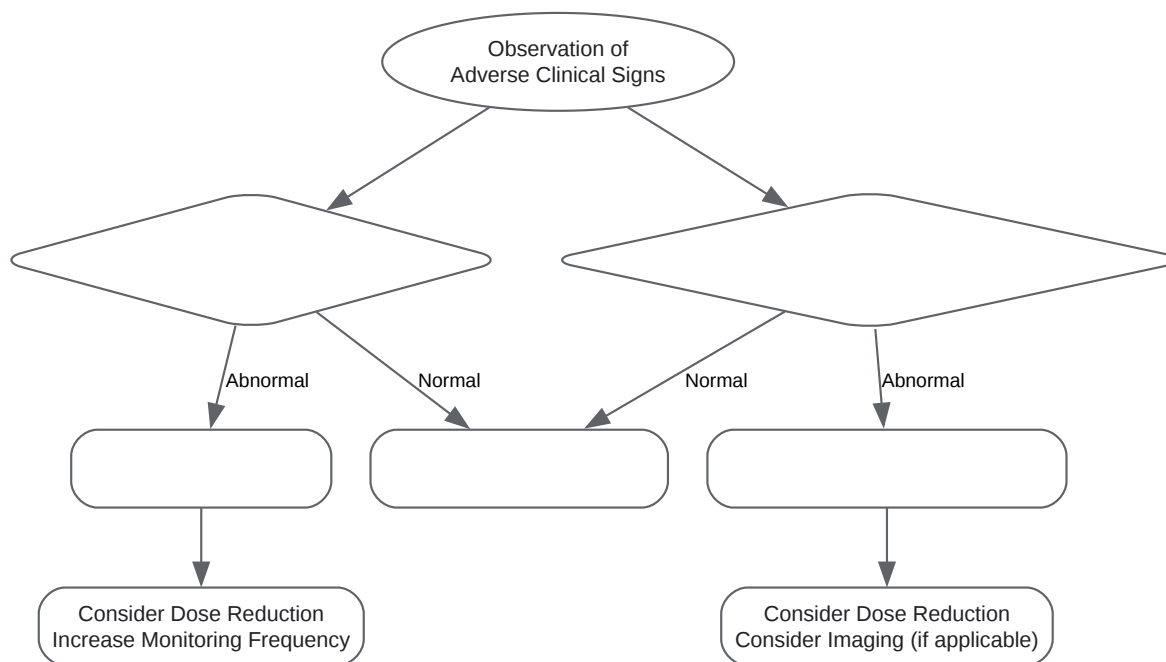 Observation of
Adverse Clinical Signs
Abnormal
Normal
Normal
Abnormal
Consider Dose Reduction
Increase Monitoring Frequency
Consider Dose Reduction
Consider Imaging (if applicable)